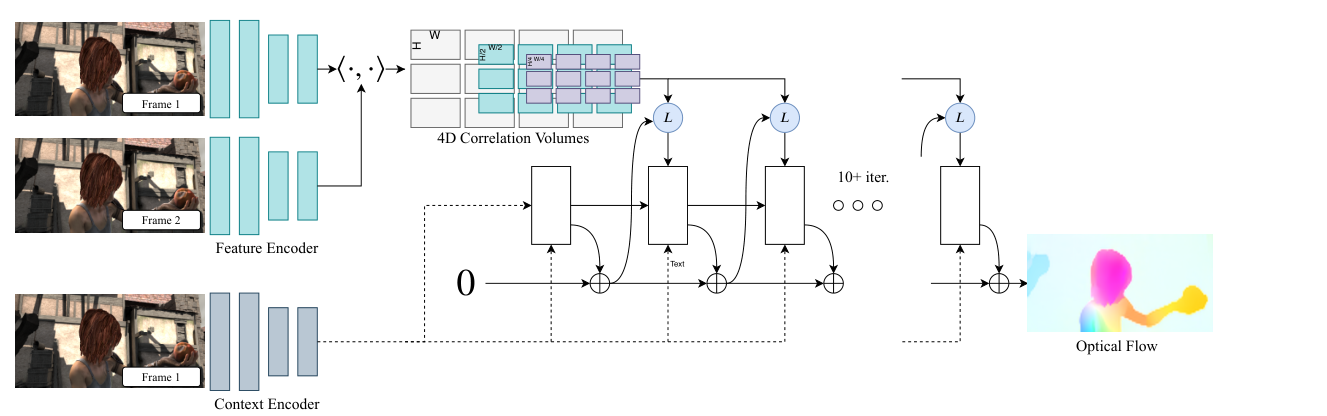 Frame 1
⟨·, ·⟩
H
W
H/2
W/2
H/4
W/4
4D Correlation Volumes
L
L
L
Frame 2
Feature Encoder
10+ iter.
Text
0
Frame 1
Context Encoder
Optical Flow